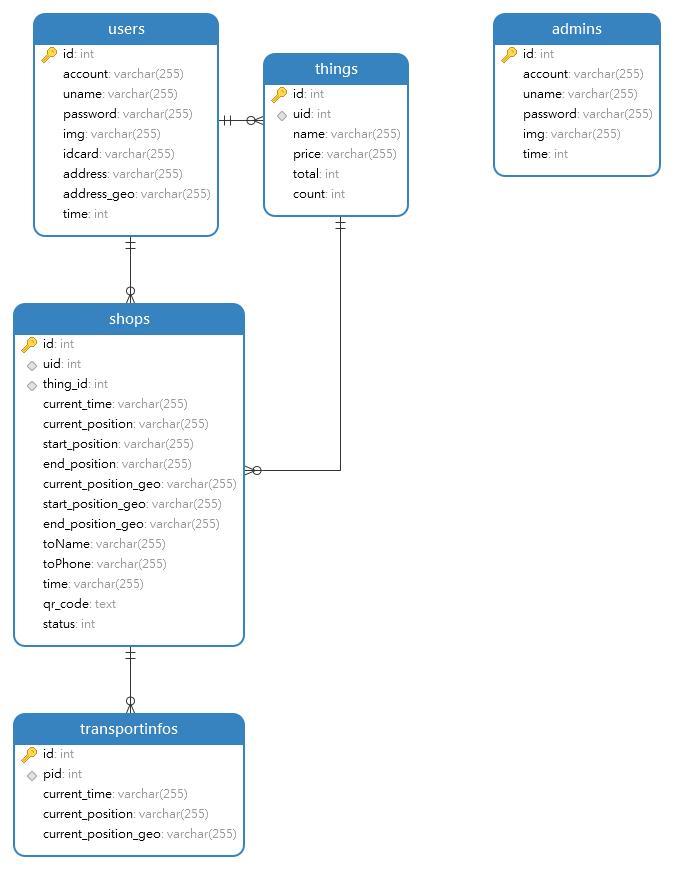 users
id: int
account: varchar(255)
uname: varchar(255)
password: varchar(255)
img: varchar(255)
idcard: varchar(255)
address: varchar(255)
address_geo: varchar(255)
time: int
things
id: int
uid: int
name: varchar(255)
price: varchar(255)
total: int
count: int
admins
id: int
account: varchar(255)
uname: varchar(255)
password: varchar(255)
img: varchar(255)
time: int
shops
id: int
uid: int
thing_id: int
current_time: varchar(255)
current_position: varchar(255)
start_position: varchar(255)
end_position: varchar(255)
current_position_geo: varchar(255)
start_position_geo: varchar(255)
end_position_geo: varchar(255)
toName: varchar(255)
toPhone: varchar(255)
time: varchar(255)
qr_code: text
status: int
transportinfos
id: int
pid: int
current_time: varchar(255)
current_position: varchar(255)
current_position_geo: varchar(255)